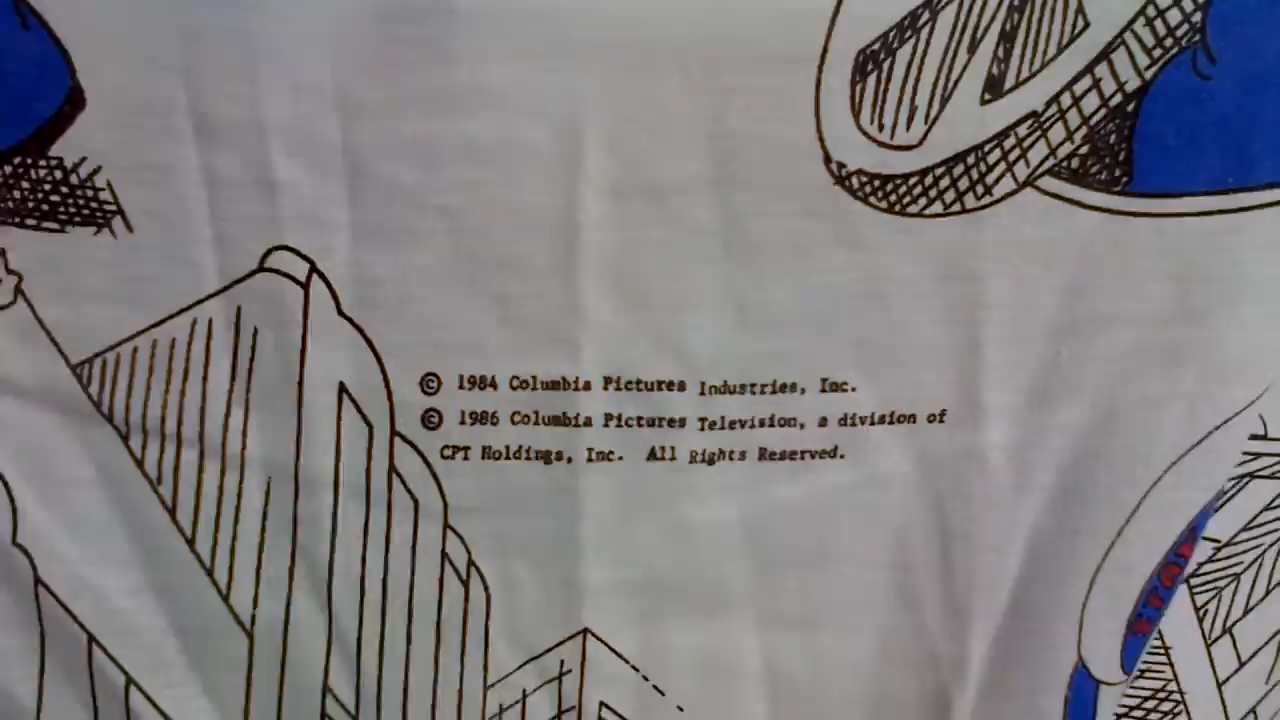 © 1984 Columbia Pictures Industries, Inc.
© 1986 Columbia Pictures Television, a division of
CPT Holdings, Inc. All Rights Reserved.